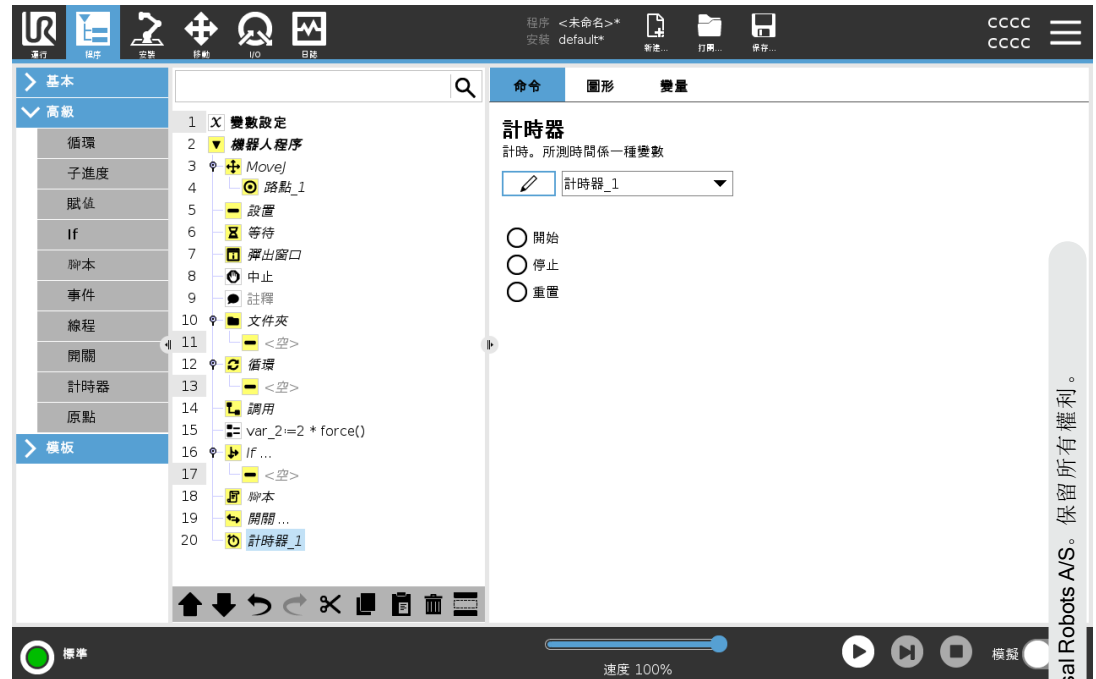 運行
程序
安裝
移動
I/O
日誌
程序 <未命名>*
安裝 default*
新建...
打開...
保存...
CCCC
CCCC
基本
高級
循環
子進度
賦值
If
腳本
事件
線程
開關
計時器
原點
模板
1 X 變數設定
2 機器人程序
3 MoveJ
4 路點_1
5 設置
6 等待
7 彈出窗口
8 中止
9 註釋
10 文件夾
11 <空>
12 循環
13 <空>
14 調用
15 var_2:=2 * force()
16 If ...
17 <空>
18 腳本
19 開關 ...
20 計時器_1
命令
圖形
變量
計時器
計時。所測時間係一種變數
計時器_1
開始
停止
重置
標準
速度 100%
模擬
sal Robots A/S。保留所有權利。